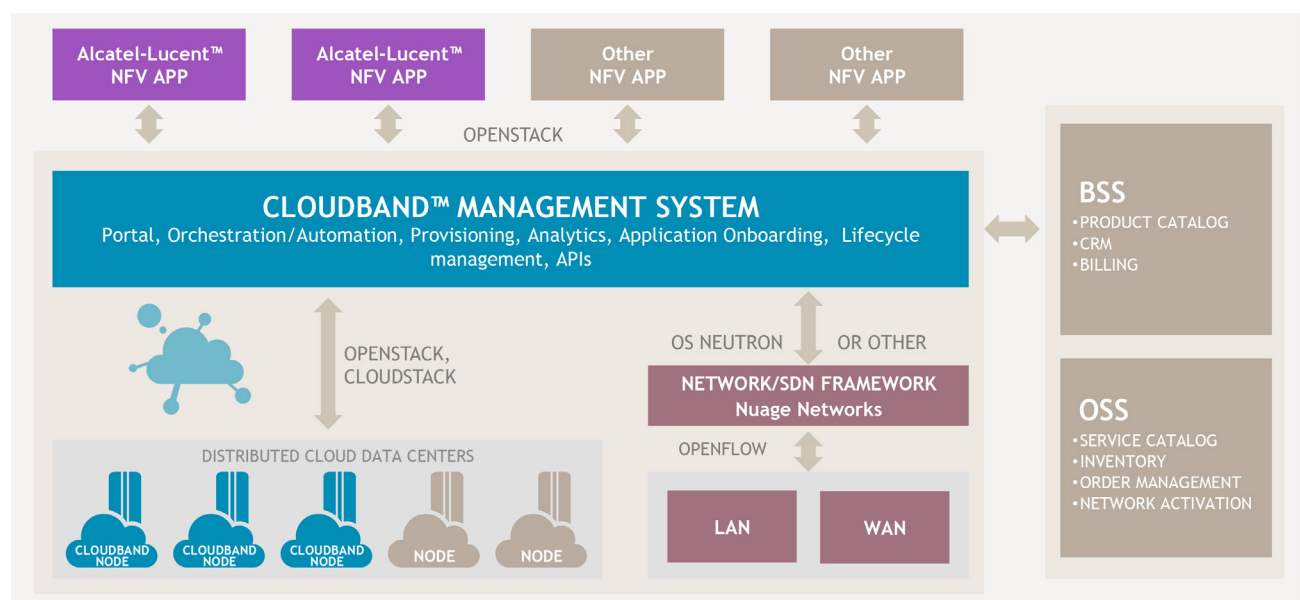 Alcatel-Lucent™
NFV APP
Alcatel-Lucent™
NFV APP
Other
NFV APP
Other
NFV APP
OPENSTACK
CLOUDBAND™ MANAGEMENT SYSTEM
Portal, Orchestration/Automation, Provisioning, Analytics, Application Onboarding, Lifecycle
management, APIs
OPENSTACK,
CLOUDSTACK
OS NEUTRON
OR OTHER
NETWORK/SDN FRAMEWORK
Nuage Networks
OPENFLOW
DISTRIBUTED CLOUD DATA CENTERS
CLOUDBAND
NODE
CLOUDBAND
NODE
CLOUDBAND
NODE
NODE
NODE
LAN
WAN
BSS
•PRODUCT CATALOG
•CRM
•BILLING
OSS
•SERVICE CATALOG
•INVENTORY
•ORDER MANAGEMENT
•NETWORK ACTIVATION